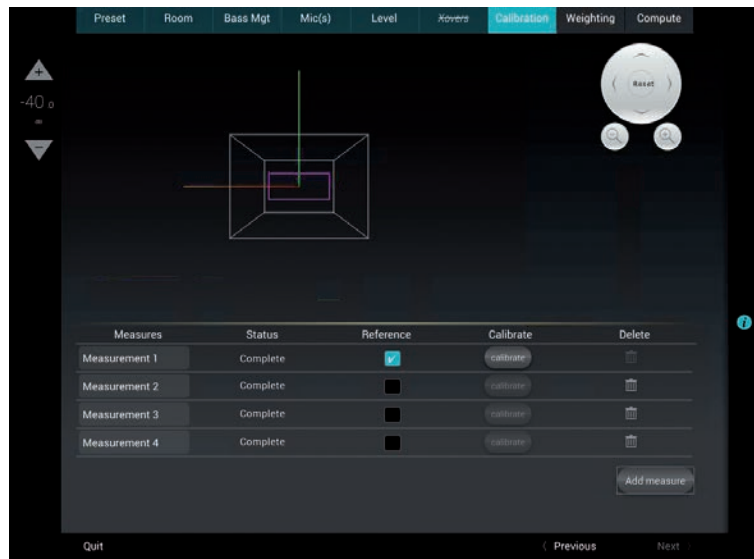 Preset Room Bass Mgt Mic(s) Level Xovers Calibration Weighting Compute
+
-40.0
dB
−
Reset
i
Measures Status Reference Calibrate Delete
Measurement 1 Complete calibrate
Measurement 2 Complete calibrate
Measurement 3 Complete calibrate
Measurement 4 Complete calibrate
Add measure
Quit Previous Next